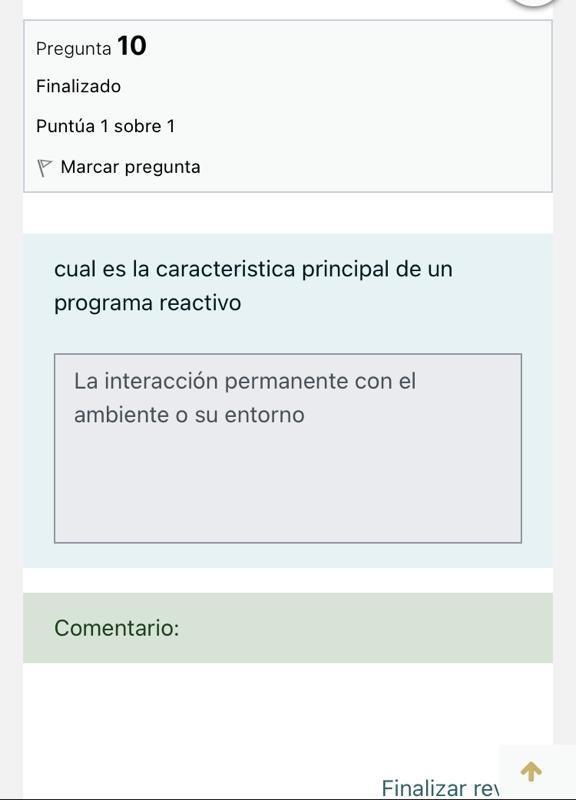 Pregunta 10
Finalizado
Puntúa 1 sobre 1
Marcar pregunta
cual es la caracteristica principal de un
programa reactivo
La interacción permanente con el
ambiente o su entorno
Comentario:
Finalizar